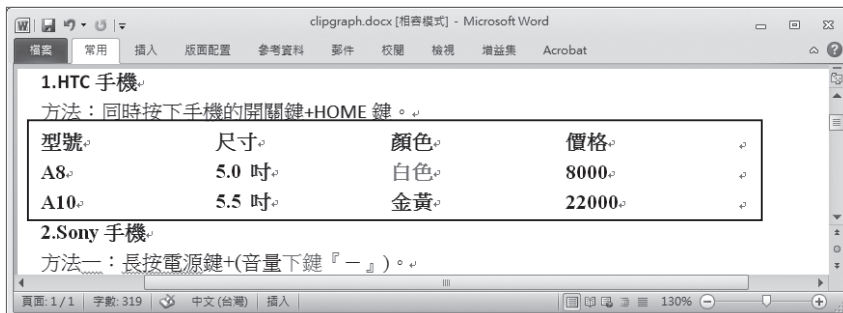 clipgraph.docx [相容模式] - Microsoft Word
檔案 常用 插入 版面配置 參考資料 郵件 校閱 檢視 增益集 Acrobat
1.HTC 手機
方法：同時按下手機的開關鍵+HOME 鍵。
型號 尺寸 顏色 價格
A8 5.0 吋 白色 8000
A10 5.5 吋 金黃 22000
2.Sony 手機
方法一：長按電源鍵+(音量下鍵『－』)。
頁面: 1 / 1 字數: 319 中文 (台灣) 插入 130%